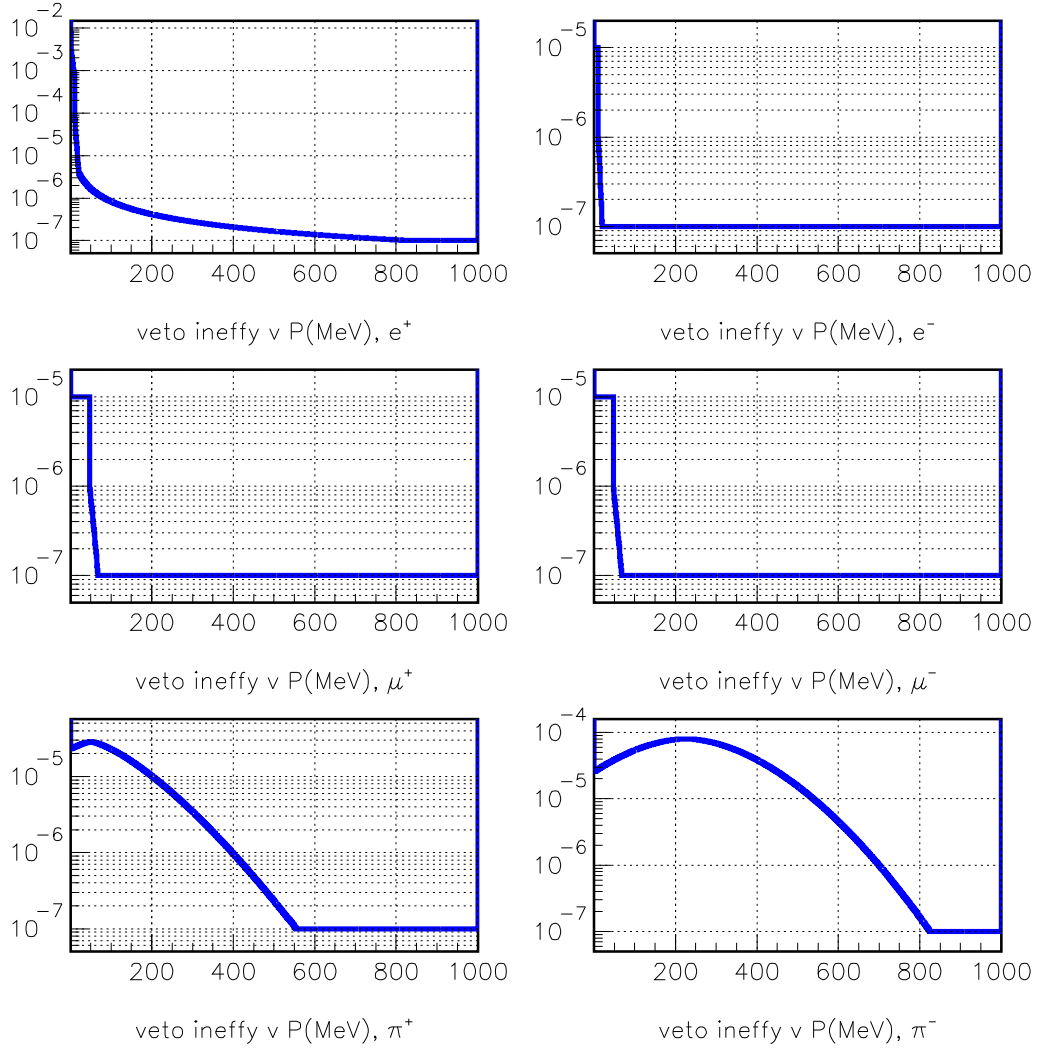 10⁻²
10⁻³
10⁻⁴
10⁻⁵
10⁻⁶
10⁻⁷
200 400 600 800 1000
veto ineffy v P(MeV), e⁺
10⁻⁵
10⁻⁶
10⁻⁷
200 400 600 800 1000
veto ineffy v P(MeV), e⁻
10⁻⁵
10⁻⁶
10⁻⁷
200 400 600 800 1000
veto ineffy v P(MeV), μ⁺
10⁻⁵
10⁻⁶
10⁻⁷
200 400 600 800 1000
veto ineffy v P(MeV), μ⁻
10⁻⁵
10⁻⁶
10⁻⁷
200 400 600 800 1000
veto ineffy v P(MeV), π⁺
10⁻⁴
10⁻⁵
10⁻⁶
10⁻⁷
200 400 600 800 1000
veto ineffy v P(MeV), π⁻